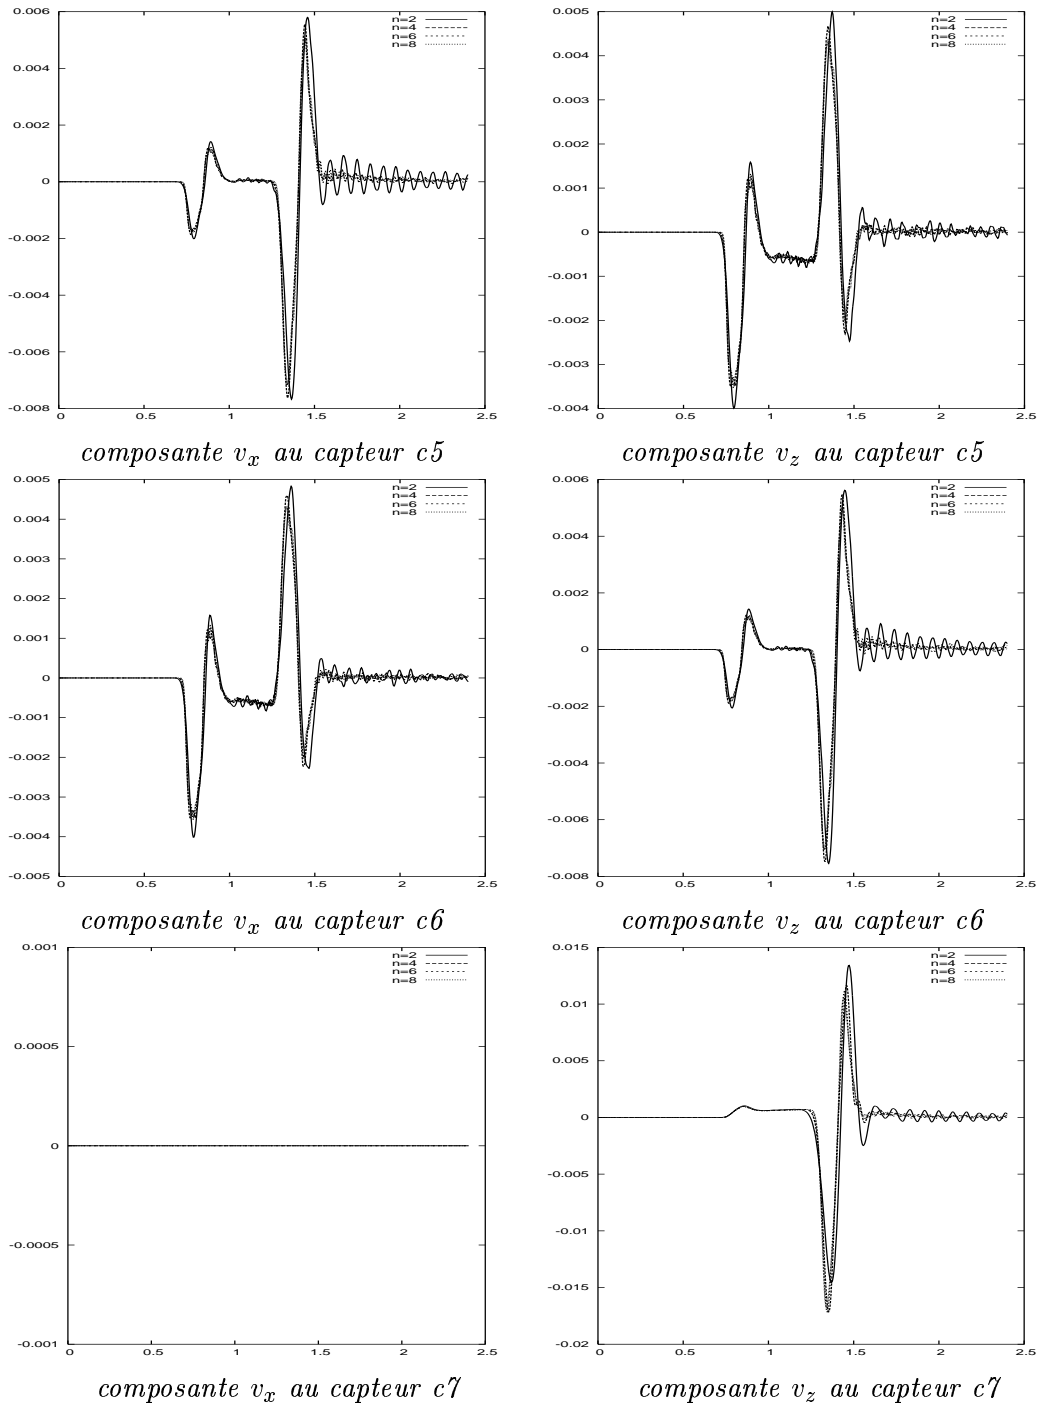 0.006
0.004
0.002
0
-0.002
-0.004
-0.006
-0.008
0 0.5 1 1.5 2 2.5
n=2
n=4
n=6
n=8
composante v_x au capteur c5
0.005
0.004
0.003
0.002
0.001
0
-0.001
-0.002
-0.003
-0.004
0 0.5 1 1.5 2 2.5
n=2
n=4
n=6
n=8
composante v_z au capteur c5
0.005
0.004
0.003
0.002
0.001
0
-0.001
-0.002
-0.003
-0.004
-0.005
0 0.5 1 1.5 2 2.5
n=2
n=4
n=6
n=8
composante v_x au capteur c6
0.006
0.004
0.002
0
-0.002
-0.004
-0.006
-0.008
0 0.5 1 1.5 2 2.5
n=2
n=4
n=6
n=8
composante v_z au capteur c6
0.001
0.0005
0
-0.0005
-0.001
0 0.5 1 1.5 2 2.5
n=2
n=4
n=6
n=8
composante v_x au capteur c7
0.015
0.01
0.005
0
-0.005
-0.01
-0.015
-0.02
0 0.5 1 1.5 2 2.5
n=2
n=4
n=6
n=8
composante v_z au capteur c7